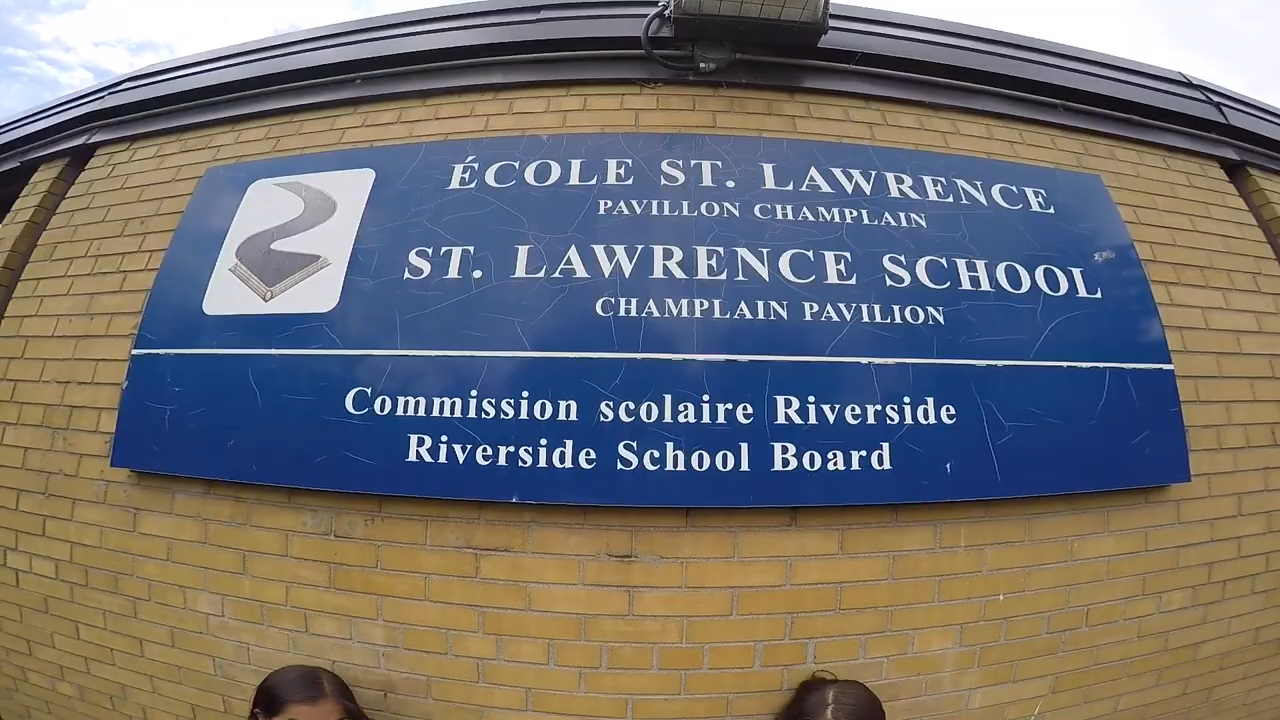 ÉCOLE ST. LAWRENCE
PAVILLON CHAMPLAIN
ST. LAWRENCE SCHOOL
CHAMPLAIN PAVILION
Commission scolaire Riverside
Riverside School Board